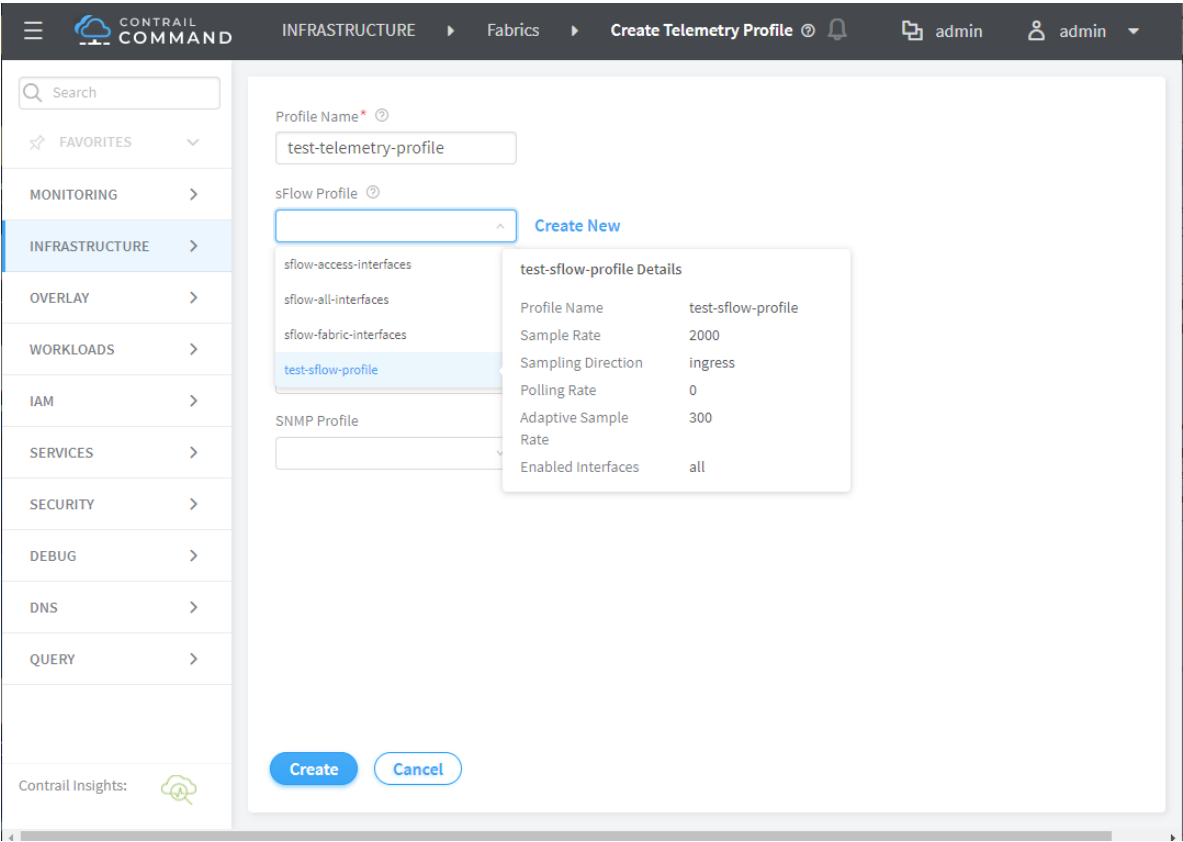 CONTRAIL
COMMAND
INFRASTRUCTURE Fabrics Create Telemetry Profile admin admin
Search
FAVORITES
MONITORING
INFRASTRUCTURE
OVERLAY
WORKLOADS
IAM
SERVICES
SECURITY
DEBUG
DNS
QUERY
Contrail Insights:
Profile Name*
test-telemetry-profile
sFlow Profile
Create New
sflow-access-interfaces
sflow-all-interfaces
sflow-fabric-interfaces
test-sflow-profile
SNMP Profile
test-sflow-profile Details
Profile Name test-sflow-profile
Sample Rate 2000
Sampling Direction ingress
Polling Rate 0
Adaptive Sample 300
Rate
Enabled Interfaces all
Create Cancel